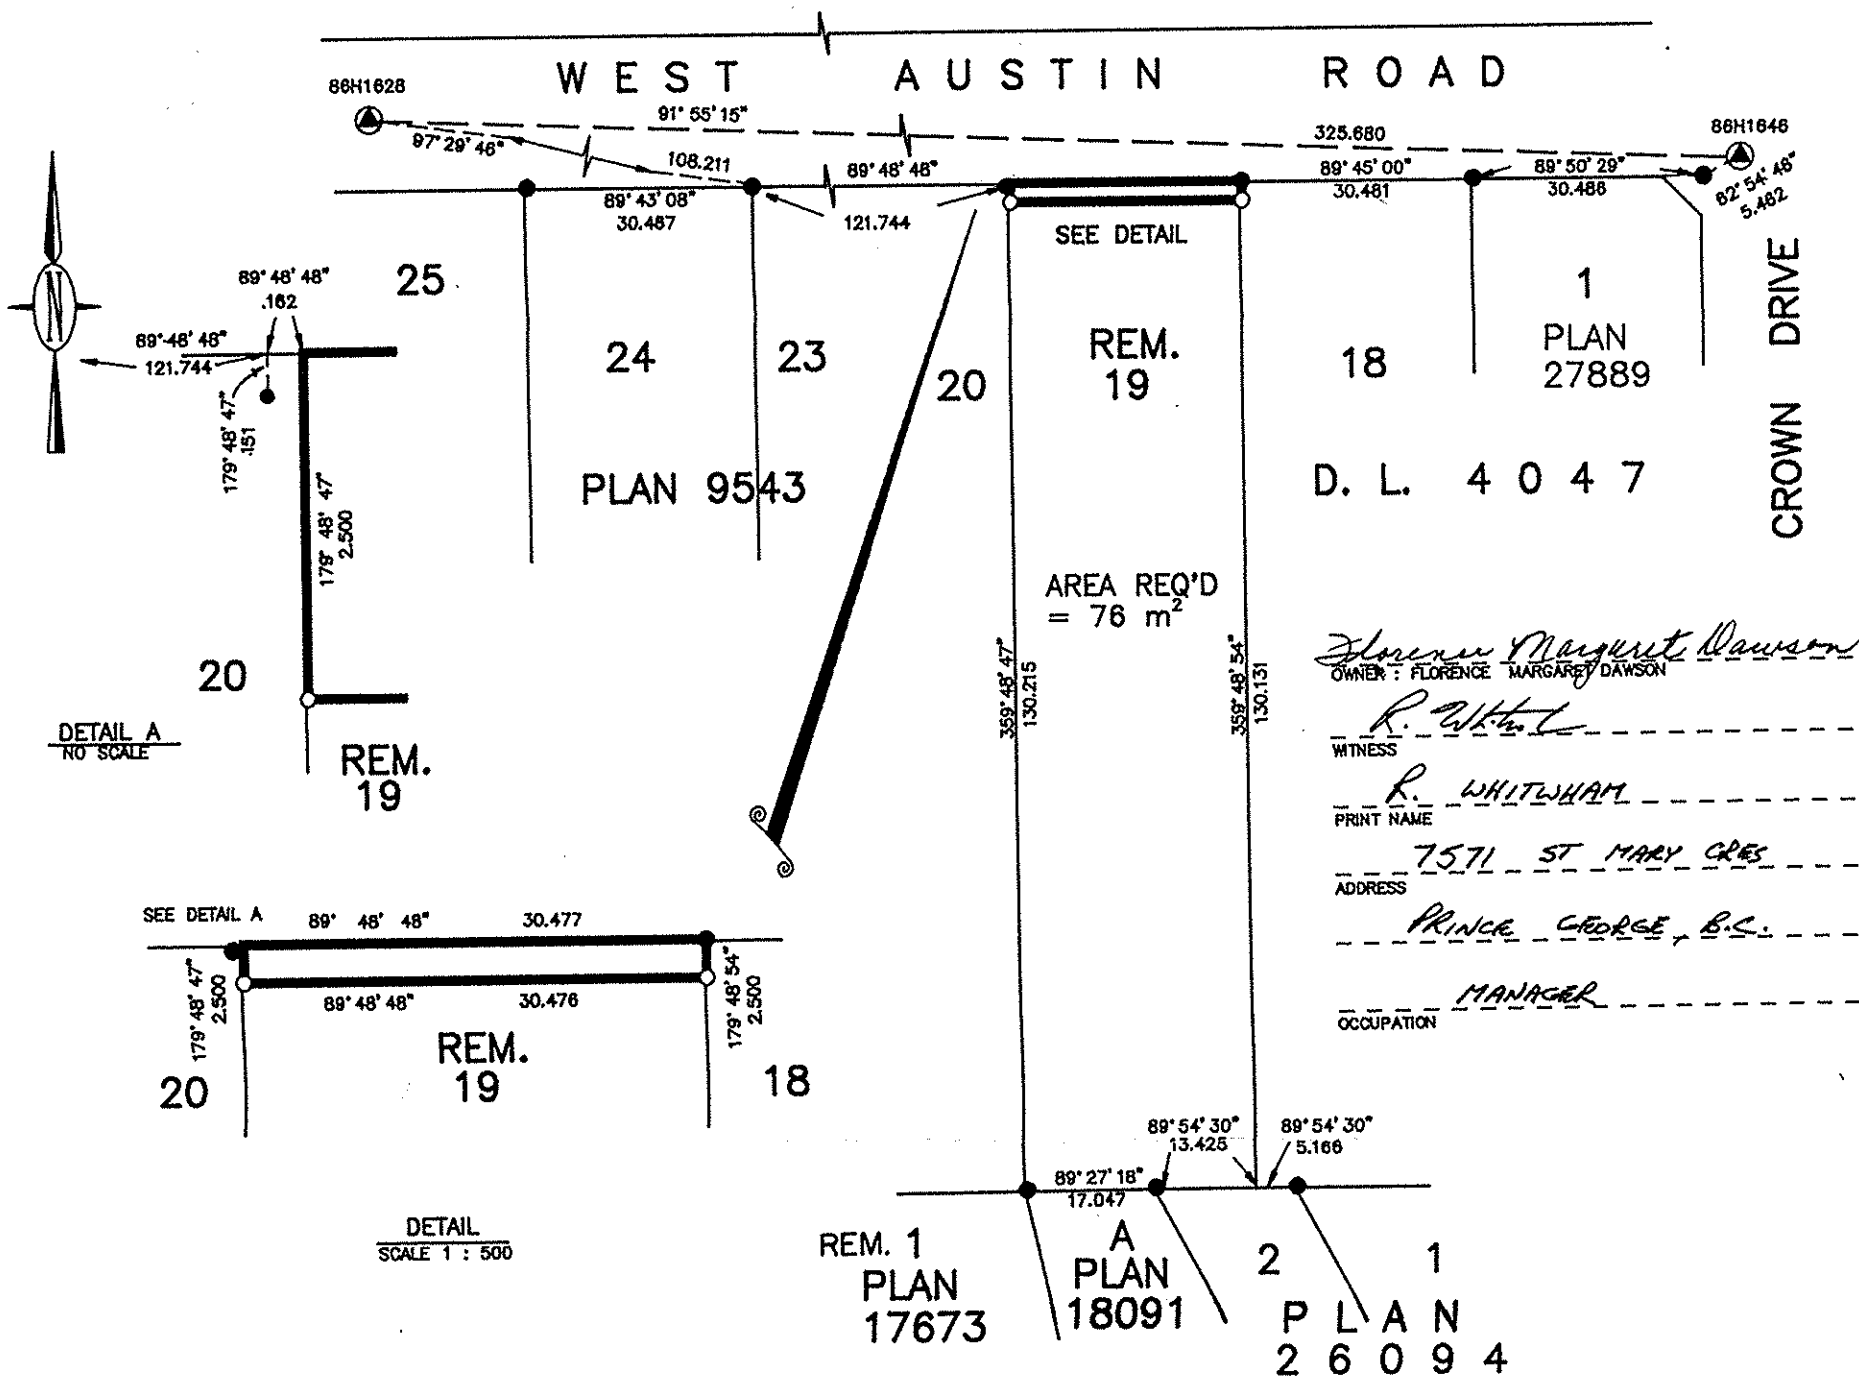 WEST AUSTIN ROAD
86H1628
91° 55' 15"
325.680
86H1646
97° 29' 46"
108.211
82° 54' 48"
5.462
89° 43' 08"
30.487
89° 48' 48"
121.744
89° 45' 00"
30.481
89° 50' 29"
30.486
SEE DETAIL
CROWN DRIVE
25
24
23
20
REM.
19
18
1
PLAN
27889
PLAN 9543
D. L. 4047
AREA REQ'D
= 76 m²
359° 48' 47"
130.215
359° 48' 54"
130.131
N
89° 48' 48"
.162
89° 48' 48"
121.744
179° 48' 47"
.151
179° 48' 47"
2.500
20
REM.
19
DETAIL A
NO SCALE
Florence Margaret Dawson
OWNER : FLORENCE MARGARET DAWSON
WITNESS
R. WHITWHAM
PRINT NAME
7571 ST MARY CRES
ADDRESS
PRINCE GEORGE, B.C.
MANAGER
OCCUPATION
SEE DETAIL A
89° 48' 48" 30.477
89° 48' 48" 30.476
179° 48' 47"
2.500
179° 48' 54"
2.500
20
REM.
19
18
DETAIL
SCALE 1 : 500
89° 27' 18"
17.047
89° 54' 30"
13.425
89° 54' 30"
5.166
REM. 1
PLAN
17673
A
PLAN
18091
2
1
PLAN
26094